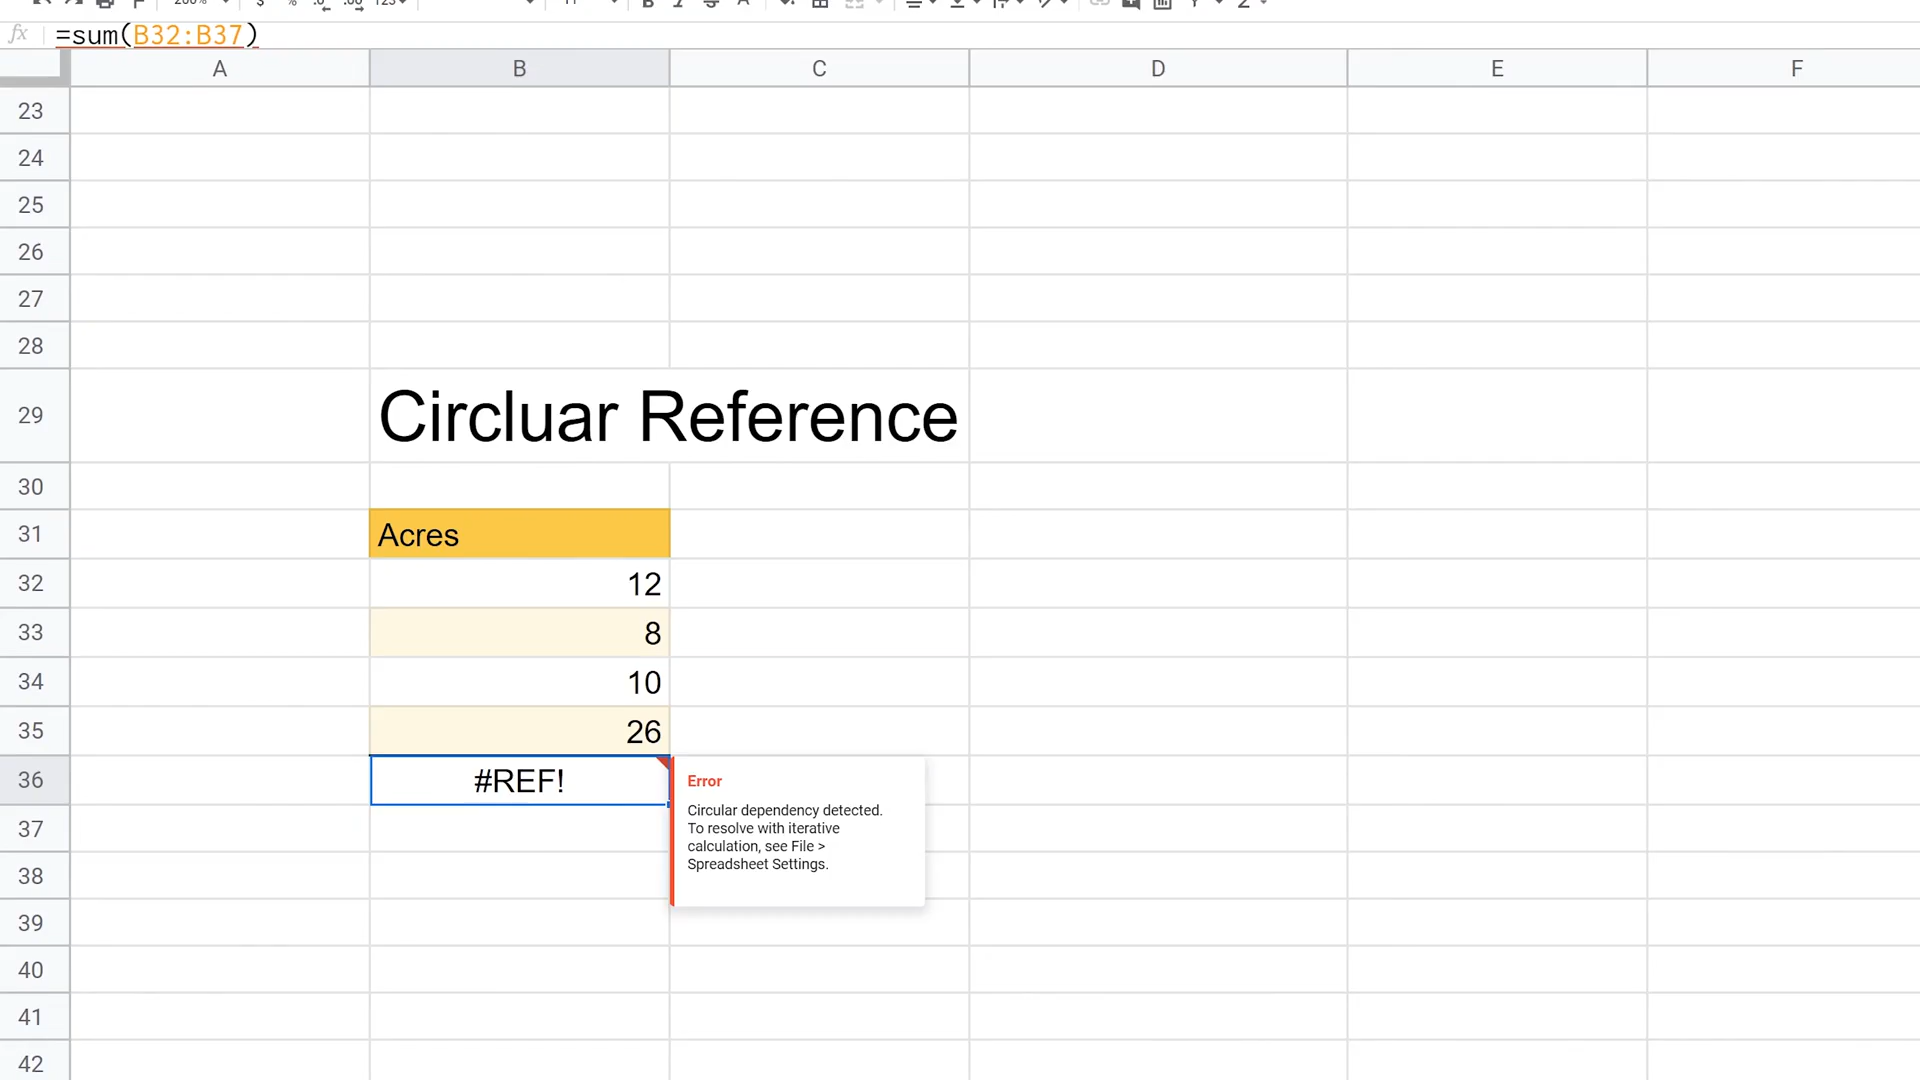 =sum(B32:B37)
A B C D E F
23
24
25
26
27
28
29 Circluar Reference
30
31 Acres
32 12
33 8
34 10
35 26
36 #REF!
Error
Circular dependency detected.
To resolve with iterative
calculation, see File >
Spreadsheet Settings.
37
38
39
40
41
42